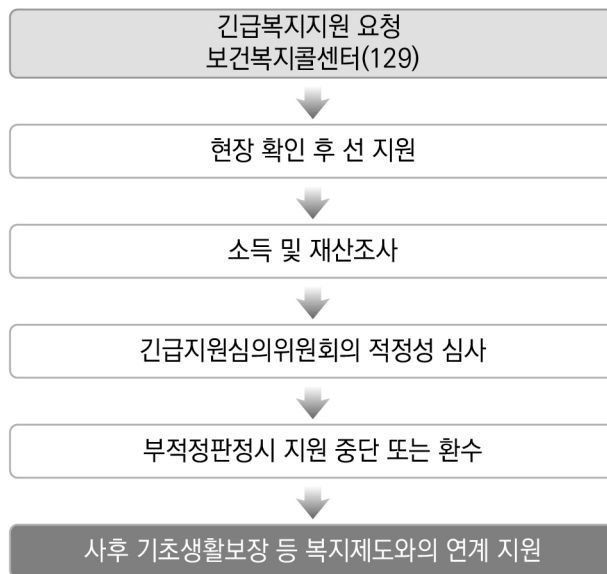 긴급복지지원 요청
보건복지콜센터(129)
현장 확인 후 선 지원
소득 및 재산조사
긴급지원심의위원회의 적정성 심사
부적정판정시 지원 중단 또는 환수
사후 기초생활보장 등 복지제도와의 연계 지원